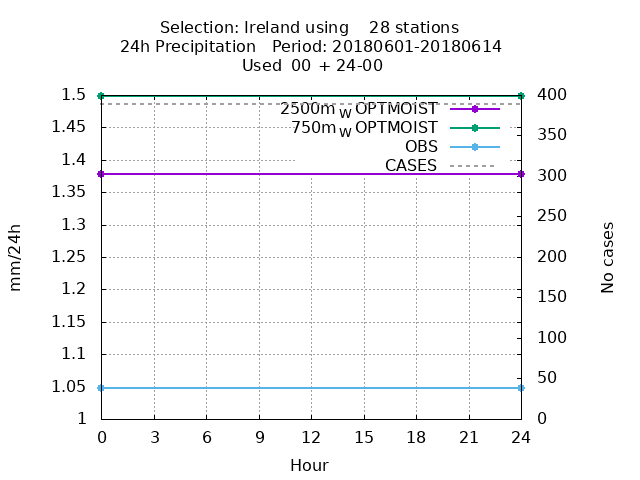 Selection: Ireland using    28 stations
24h Precipitation   Period: 20180601-20180614
Used  00 + 24-00
1.5
1.45
1.4
1.35
1.3
1.25
1.2
1.15
1.1
1.05
1
400
350
300
250
200
150
100
50
0
2500m W OPTMOIST
750m W OPTMOIST
OBS
CASES
mm/24h
No cases
0 3 6 9 12 15 18 21 24
Hour